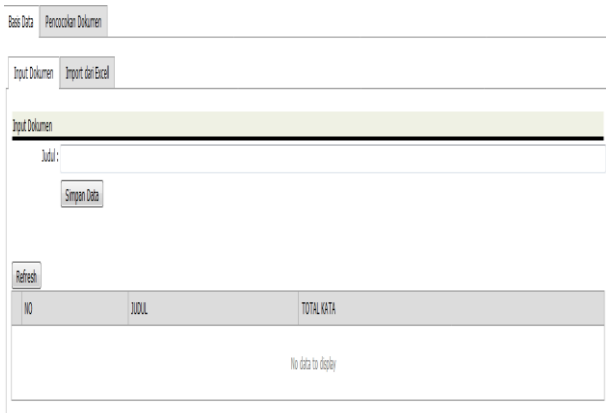 Basis Data Pencocokan Dokumen
Input Dokumen Import dari Excel
Input Dokumen
Judul :
Simpan Data
Refresh
NO JUDUL TOTAL KATA
No data to display